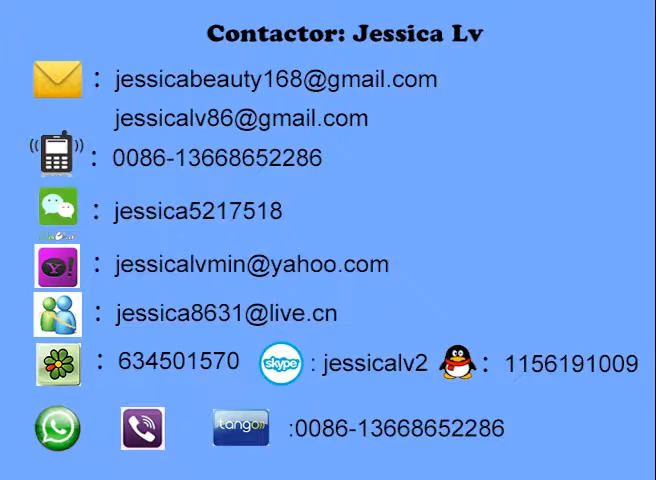 Contactor: Jessica Lv
: jessicabeauty168@gmail.com
jessicalv86@gmail.com
: 0086-13668652286
: jessica5217518
Y! : jessicalvmin@yahoo.com
: jessica8631@live.cn
: 634501570 skype : jessicalv2 : 1156191009
tango :0086-13668652286